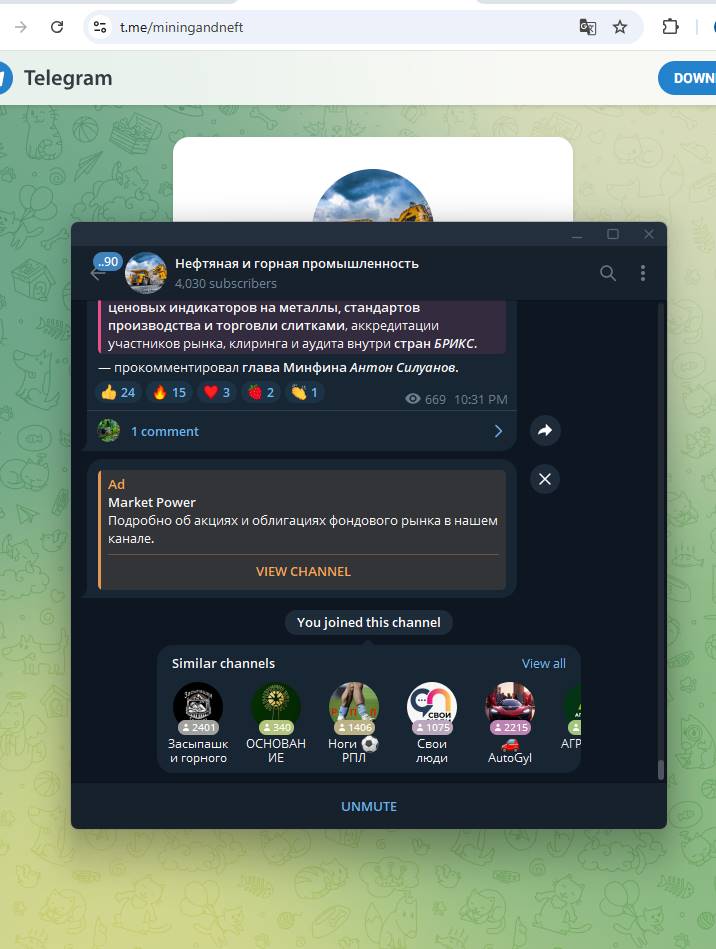 t.me/miningandneft
Telegram
DOWN
..90
Нефтяная и горная промышленность
4,030 subscribers
ценовых индикаторов на металлы, стандартов
производства и торговли слитками, аккредитации
участников рынка, клиринга и аудита внутри стран БРИКС.
— прокомментировал глава Минфина Антон Силуанов.
24 15 3 2 1
669 10:31 PM
1 comment
Ad
Market Power
Подробно об акциях и облигациях фондового рынка в нашем
канале.
VIEW CHANNEL
You joined this channel
Similar channels View all
2401 340 1406 1075 2215
Засыпашк ОСНОВАН Ноги Свои АГР
и горного ИЕ РПЛ люди AutoGyl
UNMUTE